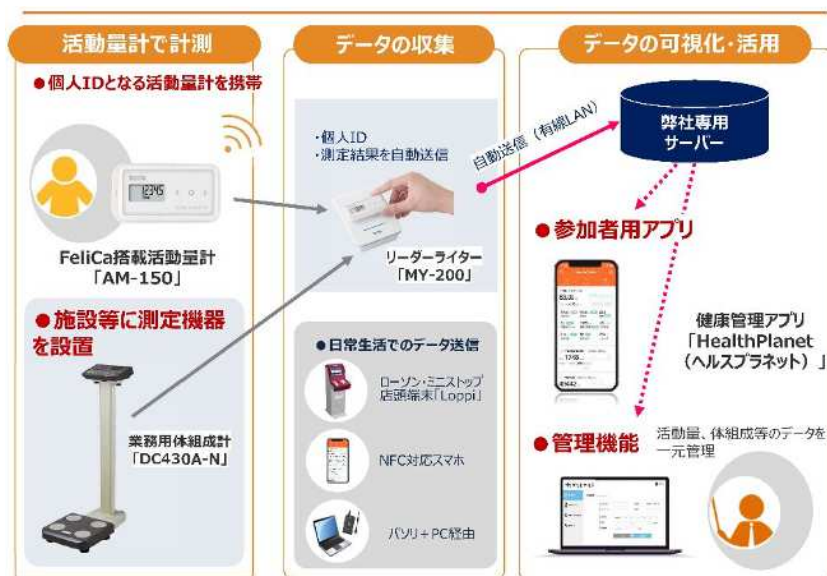 活動量計で計測
●個人IDとなる活動量計を携帯
12345
FeliCa搭載活動量計
「AM-150」
●施設等に測定機器
を設置
業務用体組成計
「DC430A-N」
データの収集
・個人ID
・測定結果を自動送信
リーダーライター
「MY-200」
●日常生活でのデータ送信
ローソン・ミニストップ
店頭端末「Loppi」
NFC対応スマホ
パソリ+PC経由
データの可視化・活用
自動送信（有線LAN）
弊社専用
サーバー
●参加者用アプリ
健康管理アプリ
「HealthPlanet
（ヘルスプラネット）」
●管理機能
活動量、体組成等のデータを
一元管理